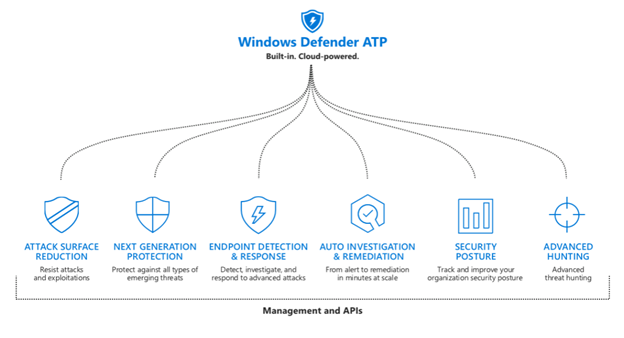 Windows Defender ATP
Built-in. Cloud-powered.
ATTACK SURFACE
REDUCTION
Resist attacks
and exploitations
NEXT GENERATION
PROTECTION
Protect against all types of
emerging threats
ENDPOINT DETECTION
& RESPONSE
Detect, investigate, and
respond to advanced attacks
AUTO INVESTIGATION
& REMEDIATION
From alert to remediation
in minutes at scale
SECURITY
POSTURE
Track and improve your
organization security posture
ADVANCED
HUNTING
Advanced
threat hunting
Management and APIs